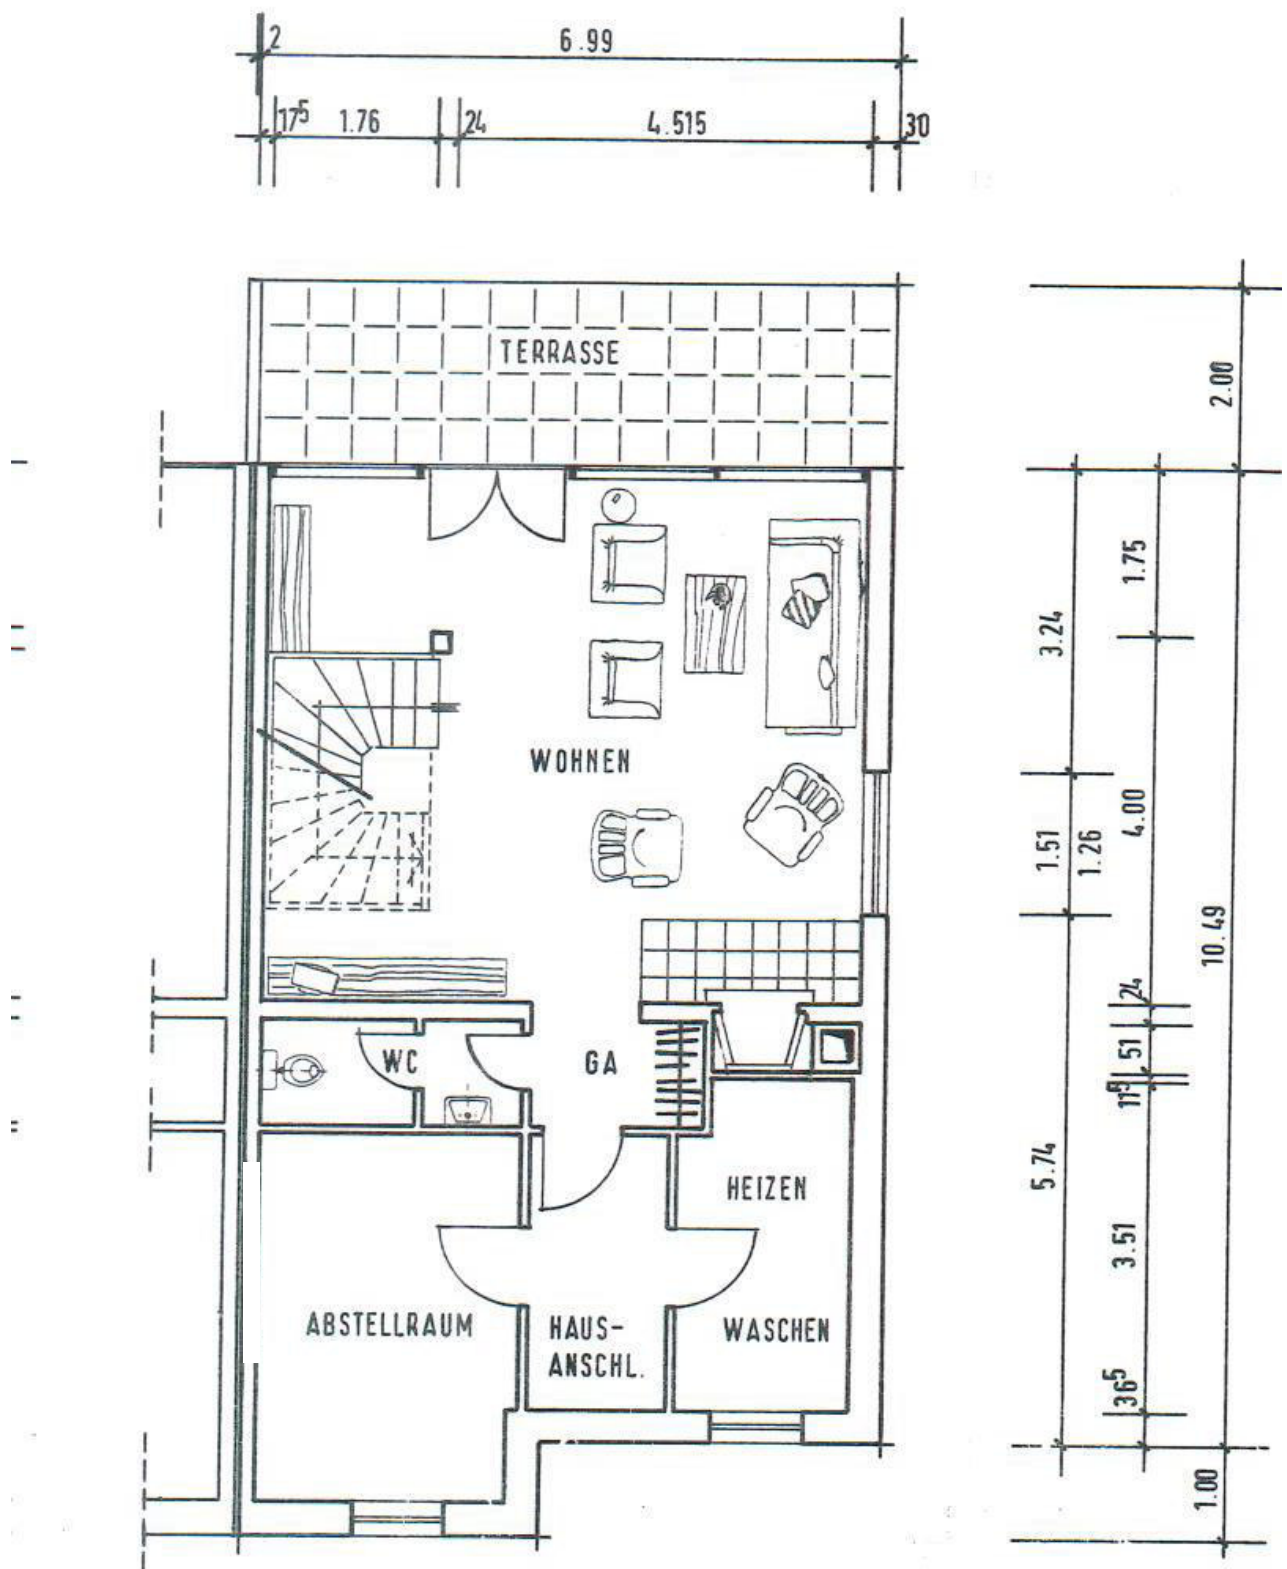 2
6.99
17⁵ 1.76 24 4.515 30
TERRASSE
2.00
1.75
3.24
WOHNEN
4.00
1.51
1.26
10.49
24
WC
GA
51
11⁵
5.74
HEIZEN
3.51
ABSTELLRAUM
HAUS-
ANSCHL.
WASCHEN
36⁵
1.00